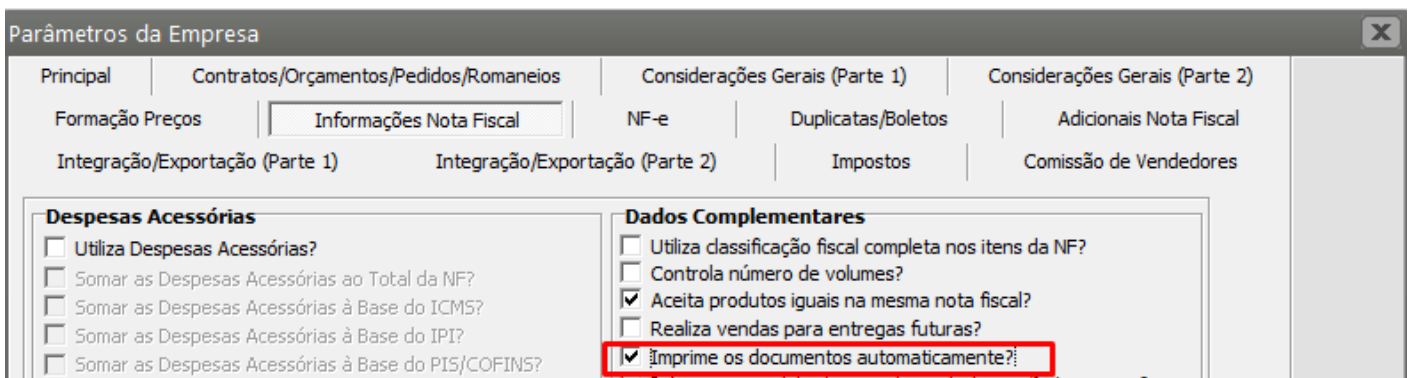 Parâmetros da Empresa
Principal Contratos/Orçamentos/Pedidos/Romaneios Considerações Gerais (Parte 1) Considerações Gerais (Parte 2)
Formação Preços Informações Nota Fiscal NF-e Duplicatas/Boletos Adicionais Nota Fiscal
Integração/Exportação (Parte 1) Integração/Exportação (Parte 2) Impostos Comissão de Vendedores
Despesas Acessórias
Utiliza Despesas Acessórias?
Somar as Despesas Acessórias ao Total da NF?
Somar as Despesas Acessórias à Base do ICMS?
Somar as Despesas Acessórias à Base do IPI?
Somar as Despesas Acessórias à Base do PIS/COFINS?
Dados Complementares
Utiliza classificação fiscal completa nos itens da NF?
Controla número de volumes?
Aceita produtos iguais na mesma nota fiscal?
Realiza vendas para entregas futuras?
Imprime os documentos automaticamente?